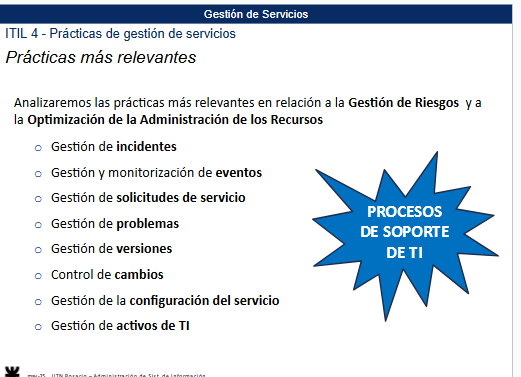 Gestión de Servicios
ITIL 4 - Prácticas de gestión de servicios
Prácticas más relevantes
Analizaremos las prácticas más relevantes en relación a la Gestión de Riesgos y a
la Optimización de la Administración de los Recursos
o Gestión de incidentes
o Gestión y monitorización de eventos
o Gestión de solicitudes de servicio
o Gestión de problemas
o Gestión de versiones
o Control de cambios
o Gestión de la configuración del servicio
o Gestión de activos de TI
PROCESOS
DE SOPORTE
DE TI
UTN Rosario – Administración de Sist. de Información